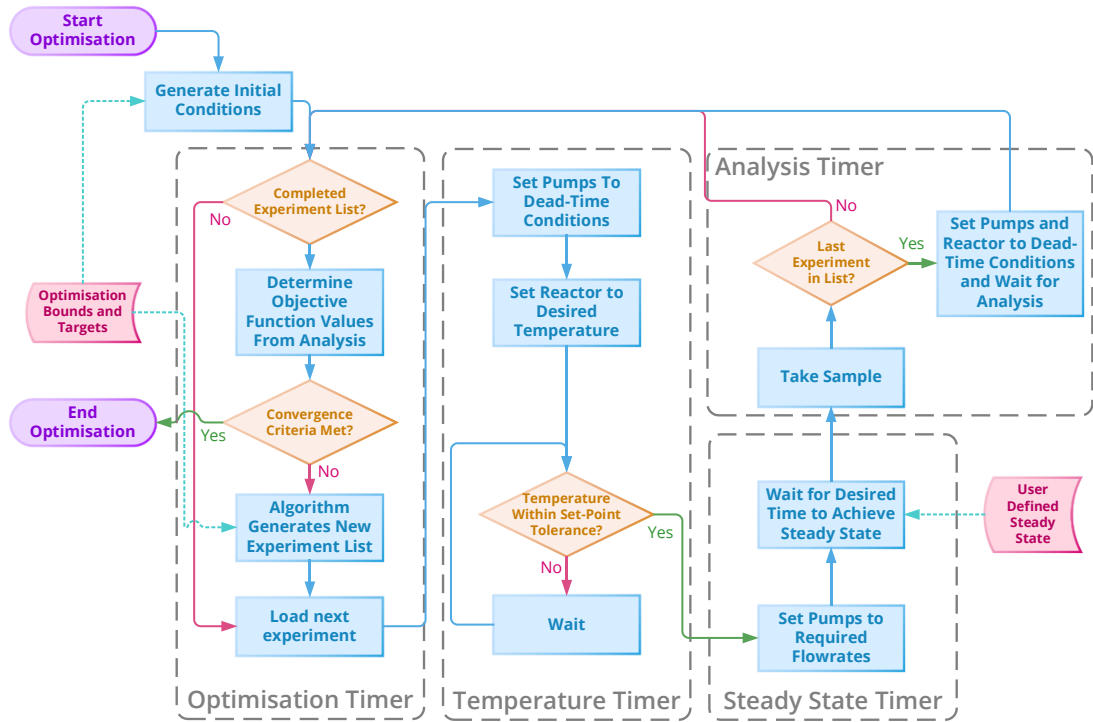 Start
Optimisation
Generate Initial
Conditions
Optimisation
Bounds and
Targets
End
Optimisation
Completed
Experiment List?
No
Determine
Objective
Function Values
From Analysis
Convergence
Criteria Met?
Yes
No
Algorithm
Generates New
Experiment List
Load next
experiment
Optimisation Timer
Set Pumps To
Dead-Time
Conditions
Set Reactor to
Desired
Temperature
Temperature
Within Set-Point
Tolerance?
Yes
No
Wait
Temperature Timer
Analysis Timer
No
Last
Experiment
in List?
Yes
Set Pumps and
Reactor to Dead-
Time Conditions
and Wait for
Analysis
Take Sample
Wait for Desired
Time to Achieve
Steady State
User
Defined
Steady
State
Set Pumps to
Required
Flowrates
Steady State Timer